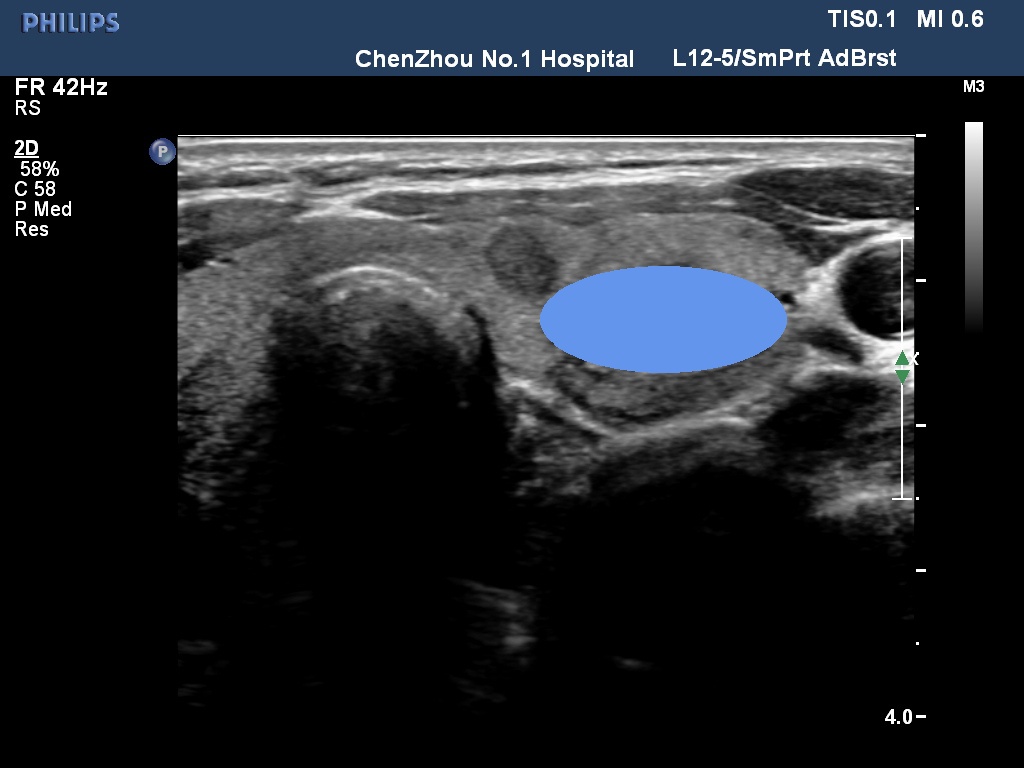 PHILIPS
TIS0.1 MI 0.6
ChenZhou No.1 Hospital L12-5/SmPrt AdBrst
FR 42Hz
RS
M3
2D
58%
C 58
P Med
Res
P
X
4.0